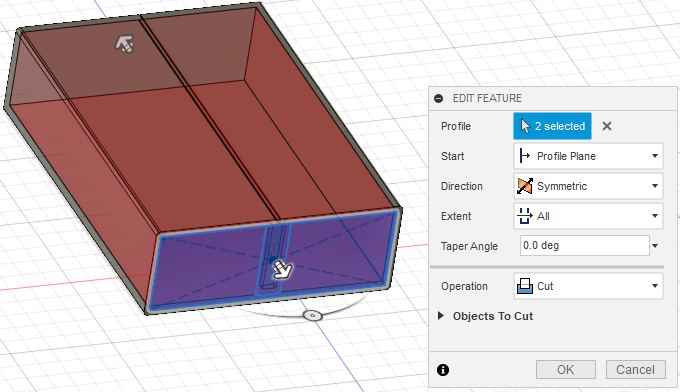 EDIT FEATURE
Profile 2 selected
Start Profile Plane
Direction Symmetric
Extent All
Taper Angle 0.0 deg
Operation Cut
Objects To Cut
OK Cancel